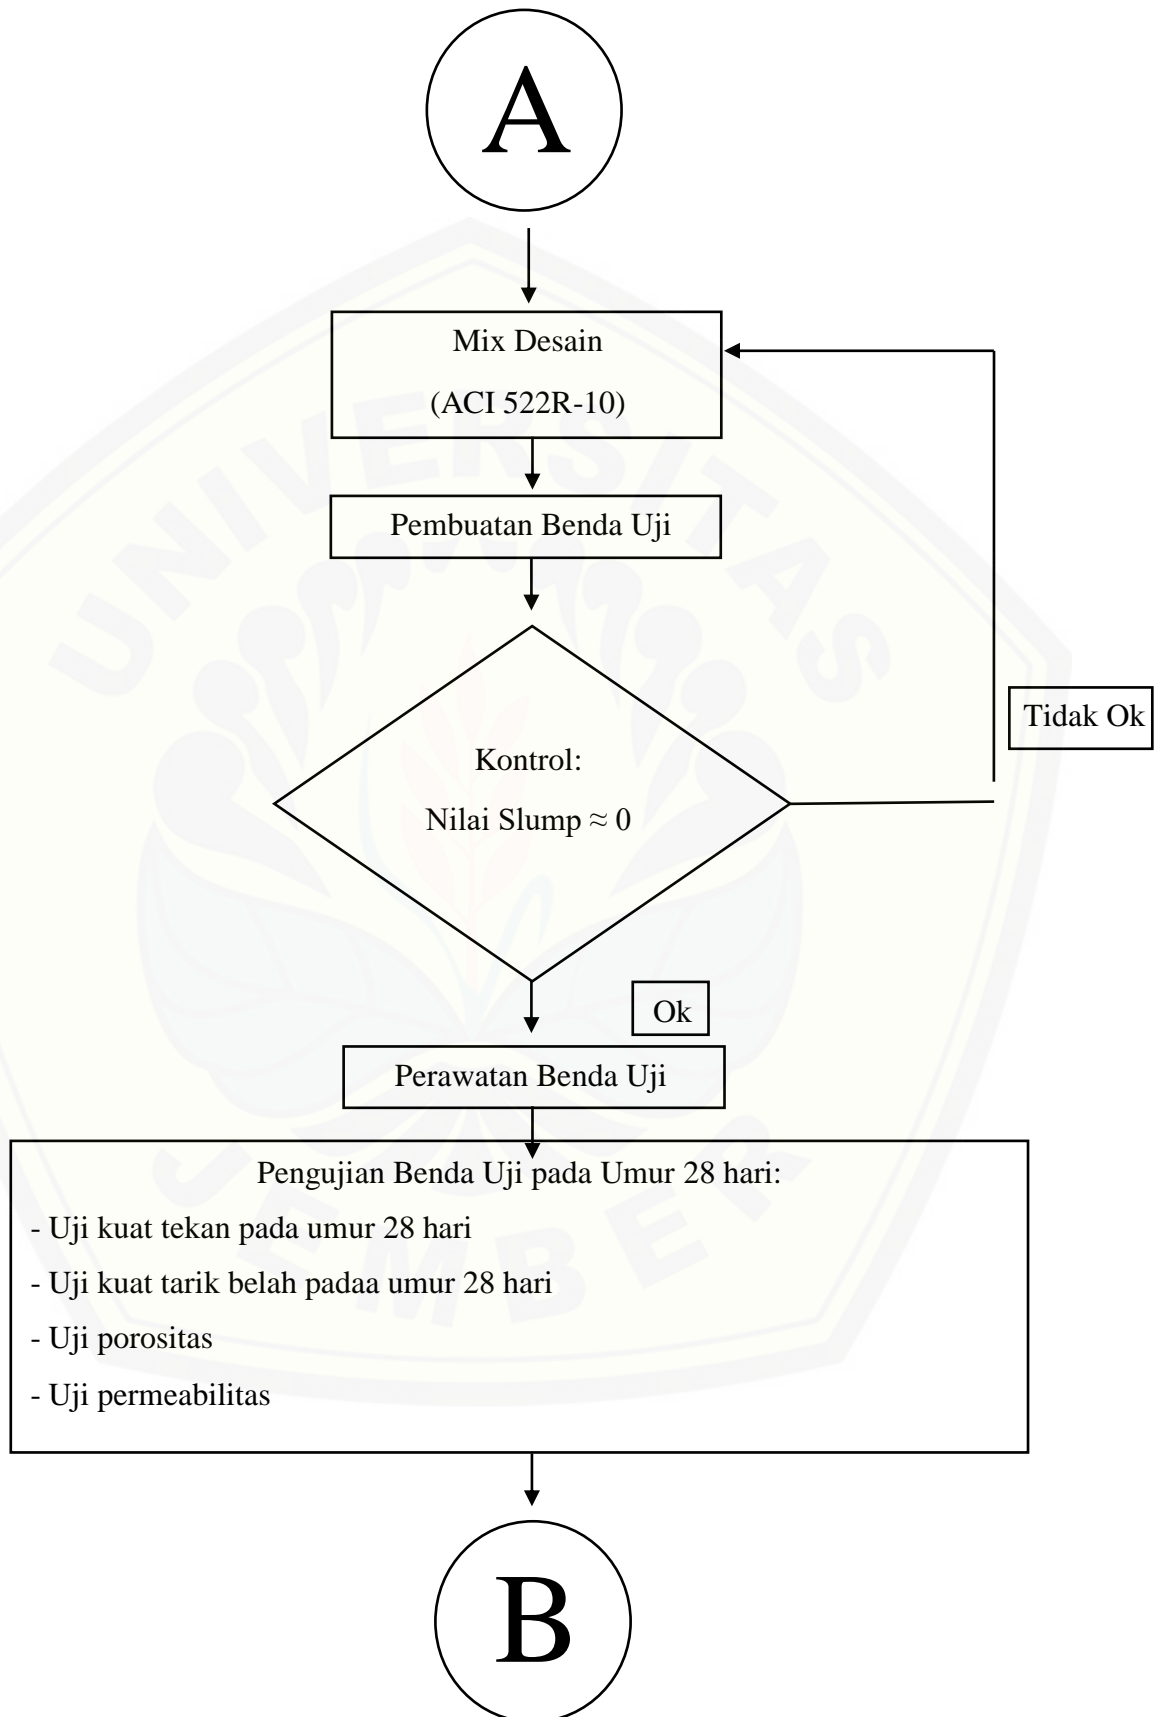 A
Mix Desain
(ACI 522R-10)
Pembuatan Benda Uji
Tidak Ok
Kontrol:
Nilai Slump ≈ 0
Ok
Perawatan Benda Uji
Pengujian Benda Uji pada Umur 28 hari:
- Uji kuat tekan pada umur 28 hari
- Uji kuat tarik belah padaa umur 28 hari
- Uji porositas
- Uji permeabilitas
B
UNIVERSITAS
JEMBER